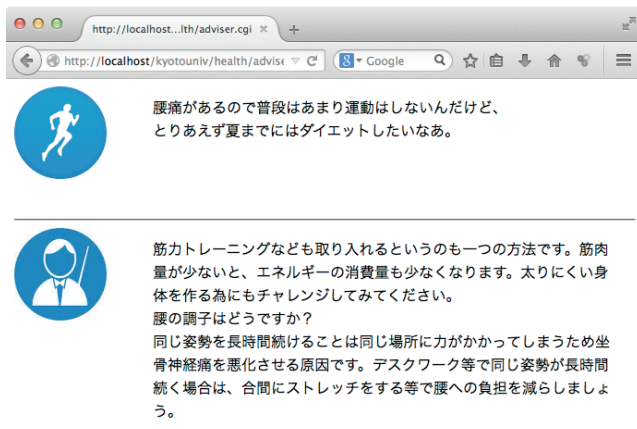 http://localhost...lth/adviser.cgi
http://localhost/kyotouniv/health/advise
Google
腰痛があるので普段はあまり運動はしないんだけど、
とりあえず夏までにはダイエットしたいなあ。
筋力トレーニングなども取り入れるというのも一つの方法です。筋肉
量が少ないと、エネルギーの消費量も少なくなります。太りにくい身
体を作る為にもチャレンジしてみてください。
腰の調子はどうですか？
同じ姿勢を長時間続けることは同じ場所に力がかかってしまうため坐
骨神経痛を悪化させる原因です。デスクワーク等で同じ姿勢が長時間
続く場合は、合間にストレッチをする等で腰への負担を減らしましょ
う。